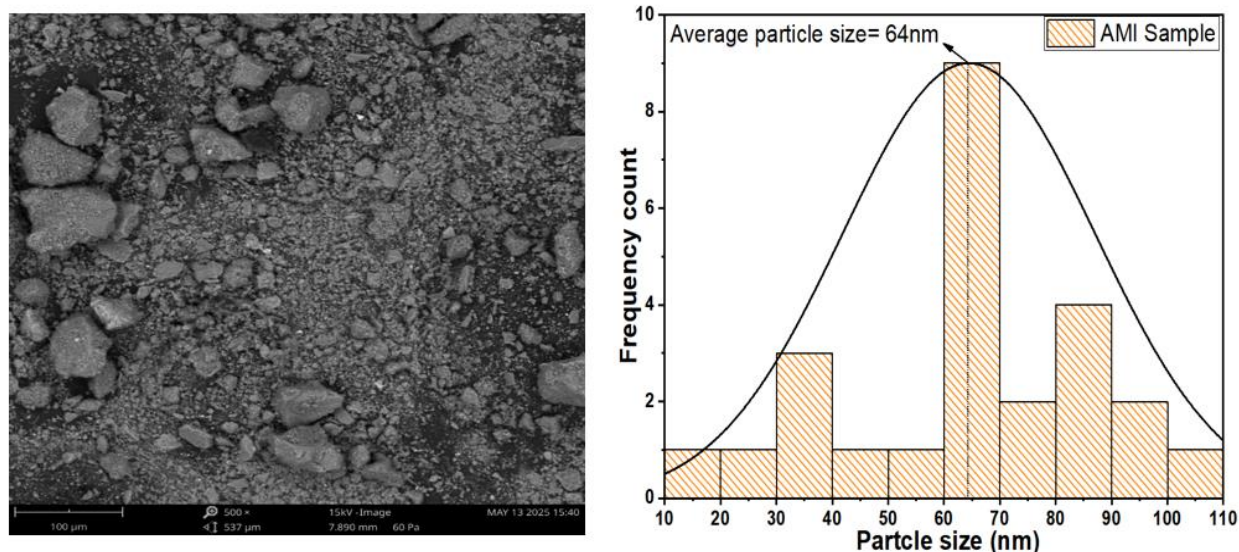 100 µm
500 ×
537 µm
15kV -Image
7.890 mm 60 Pa
MAY 13 2025 15:40
Average particle size= 64nm
AMI Sample
Frequency count
10
8
6
4
2
0
10 20 30 40 50 60 70 80 90 100 110
Partcle size (nm)